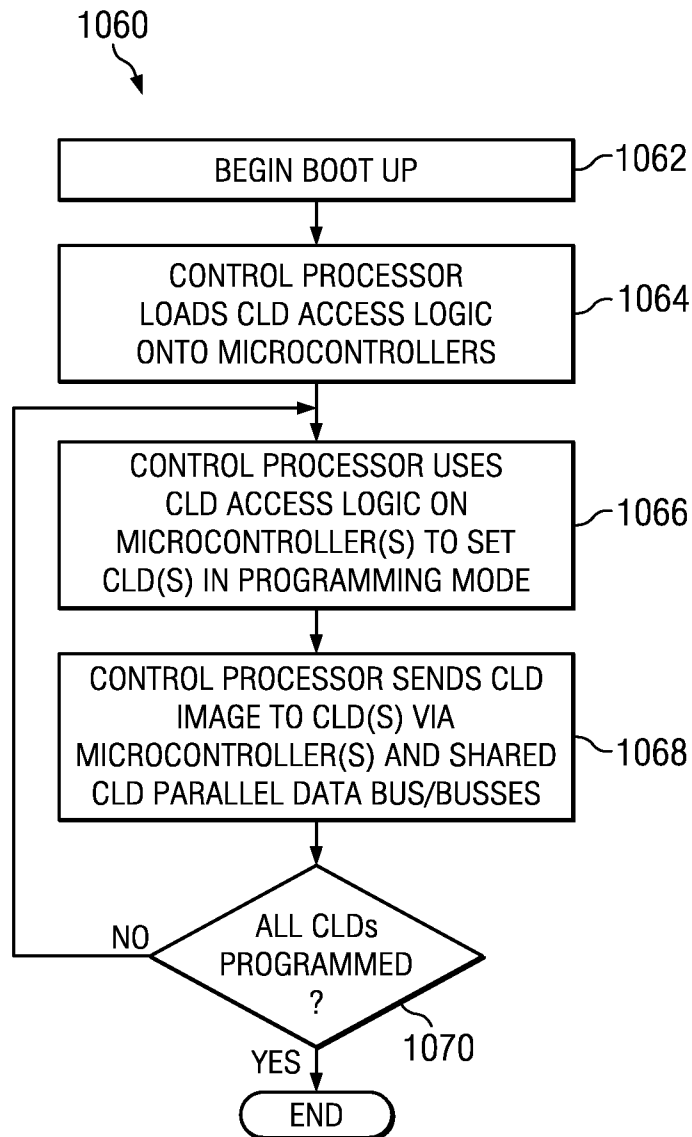 1060
BEGIN BOOT UP
1062
CONTROL PROCESSOR
LOADS CLD ACCESS LOGIC
ONTO MICROCONTROLLERS
1064
CONTROL PROCESSOR USES
CLD ACCESS LOGIC ON
MICROCONTROLLER(S) TO SET
CLD(S) IN PROGRAMMING MODE
1066
CONTROL PROCESSOR SENDS CLD
IMAGE TO CLD(S) VIA
MICROCONTROLLER(S) AND SHARED
CLD PARALLEL DATA BUS/BUSSES
1068
NO
ALL CLDs
PROGRAMMED
?
1070
YES
END